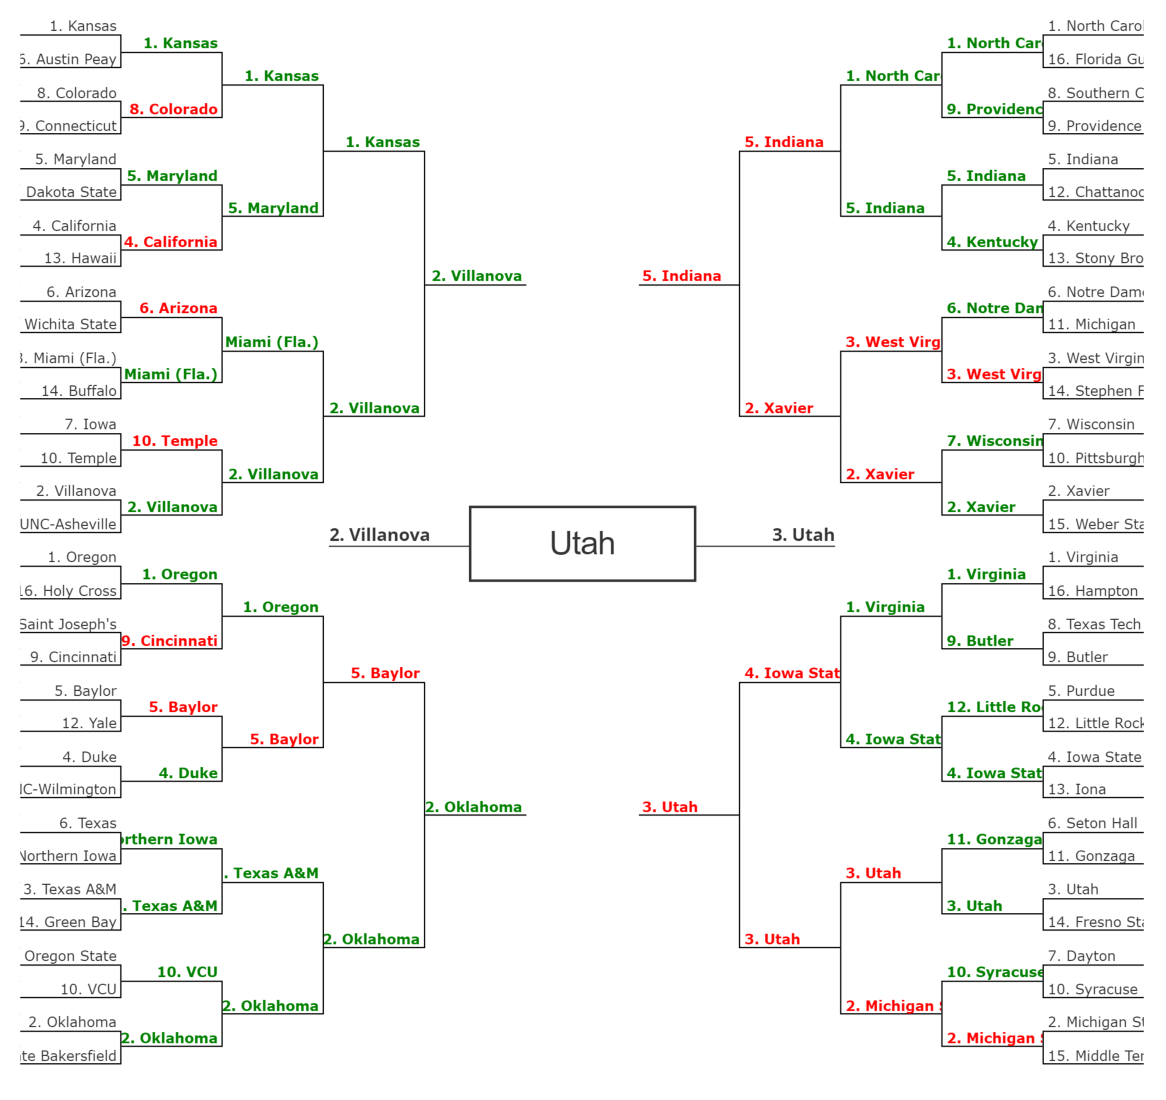 1. Kansas
6. Austin Peay
8. Colorado
9. Connecticut
5. Maryland
Dakota State
4. California
13. Hawaii
6. Arizona
Wichita State
3. Miami (Fla.)
14. Buffalo
7. Iowa
10. Temple
2. Villanova
UNC-Asheville
1. Oregon
16. Holy Cross
Saint Joseph's
9. Cincinnati
5. Baylor
12. Yale
4. Duke
NC-Wilmington
6. Texas
Northern Iowa
3. Texas A&M
14. Green Bay
Oregon State
10. VCU
2. Oklahoma
te Bakersfield
1. Kansas
8. Colorado
5. Maryland
4. California
6. Arizona
Miami (Fla.)
10. Temple
2. Villanova
1. Oregon
9. Cincinnati
5. Baylor
4. Duke
orthern Iowa
. Texas A&M
10. VCU
2. Oklahoma
1. Kansas
5. Maryland
Miami (Fla.)
2. Villanova
1. Oregon
5. Baylor
. Texas A&M
2. Oklahoma
1. Kansas
2. Villanova
5. Baylor
2. Oklahoma
2. Villanova
2. Oklahoma
2. Villanova
Utah
3. Utah
5. Indiana
3. Utah
5. Indiana
2. Xavier
4. Iowa Stat
3. Utah
1. North Car
5. Indiana
3. West Virg
2. Xavier
1. Virginia
4. Iowa Stat
3. Utah
2. Michigan S
1. North Car
9. Providenc
5. Indiana
4. Kentucky
6. Notre Dam
3. West Virg
7. Wisconsin
2. Xavier
1. Virginia
9. Butler
12. Little Ro
4. Iowa Stat
11. Gonzaga
3. Utah
10. Syracuse
2. Michigan S
1. North Carol
16. Florida Gu
8. Southern C
9. Providence
5. Indiana
12. Chattanoo
4. Kentucky
13. Stony Bro
6. Notre Dame
11. Michigan
3. West Virgin
14. Stephen F
7. Wisconsin
10. Pittsburgh
2. Xavier
15. Weber Sta
1. Virginia
16. Hampton
8. Texas Tech
9. Butler
5. Purdue
12. Little Rock
4. Iowa State
13. Iona
6. Seton Hall
11. Gonzaga
3. Utah
14. Fresno Sta
7. Dayton
10. Syracuse
2. Michigan St
15. Middle Ten